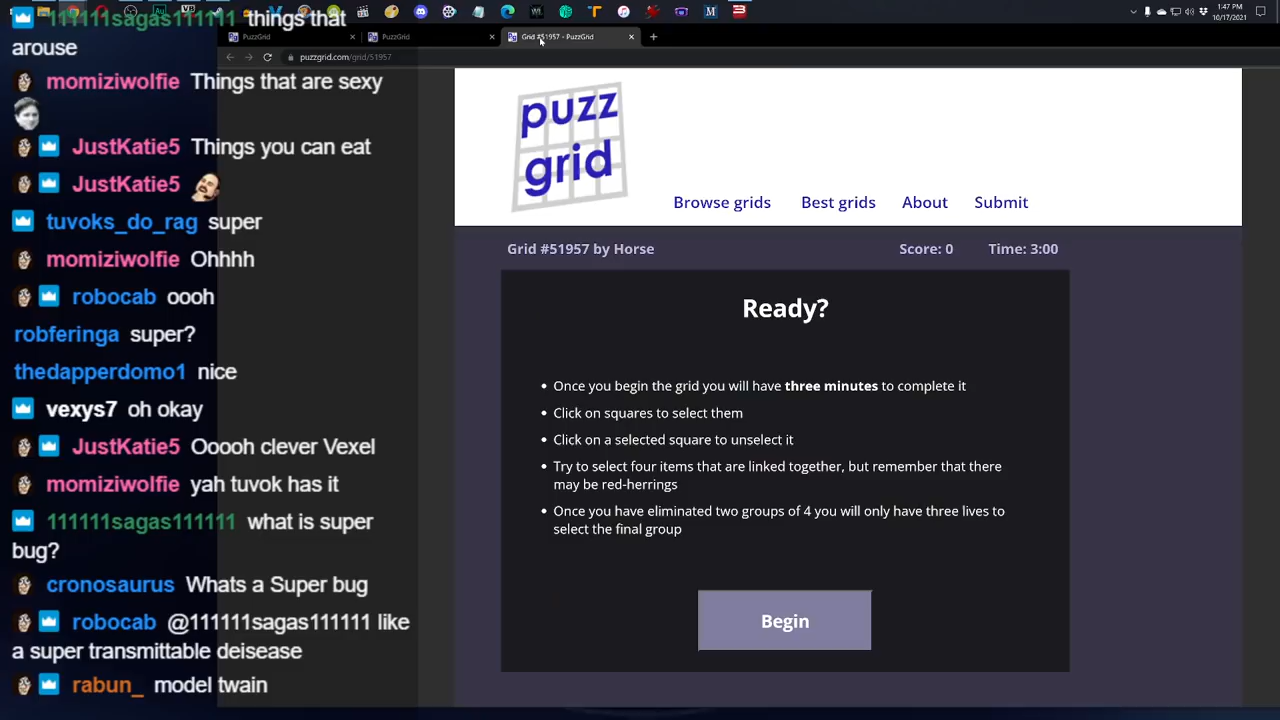 111111sagas111111 things that
arouse
momiziwolfie Things that are sexy
JustKatie5 Things you can eat
JustKatie5
tuvoks_do_rag super
momiziwolfie Ohhhh
robocab oooh
robferinga super?
thedapperdomo1 nice
vexys7 oh okay
JustKatie5 Ooooh clever Vexel
momiziwolfie yah tuvok has it
111111sagas111111 what is super
bug?
cronosaurus Whats a Super bug
robocab @111111sagas111111 like
a super transmittable deisease
rabun_ model twain
1:47 PM
10/17/2021
PuzzGrid
PuzzGrid
Grid #51957 - PuzzGrid
puzzgrid.com/grid/51957
puzz
grid
Browse grids Best grids About Submit
Grid #51957 by Horse Score: 0 Time: 3:00
Ready?
• Once you begin the grid you will have three minutes to complete it
• Click on squares to select them
• Click on a selected square to unselect it
• Try to select four items that are linked together, but remember that there
may be red-herrings
• Once you have eliminated two groups of 4 you will only have three lives to
select the final group
Begin